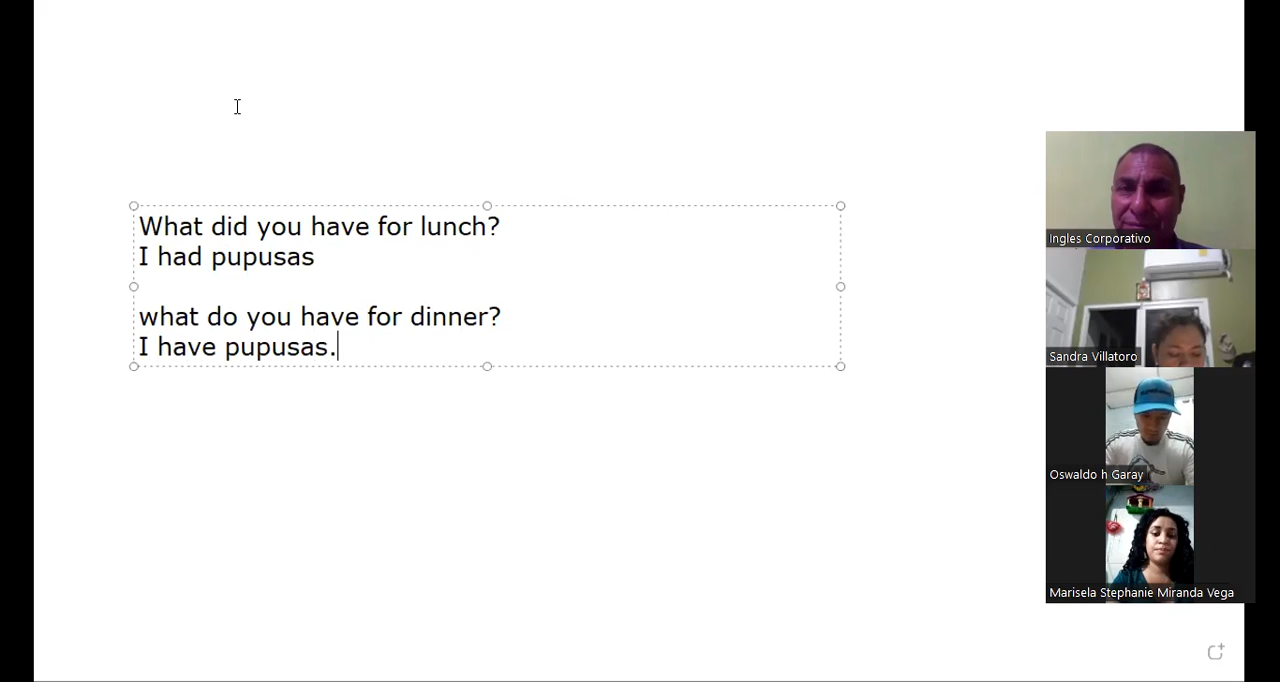 What did you have for lunch?
I had pupusas
what do you have for dinner?
I have pupusas.
Ingles Corporativo
Sandra Villatoro
Oswaldo h Garay
Marisela Stephanie Miranda Vega